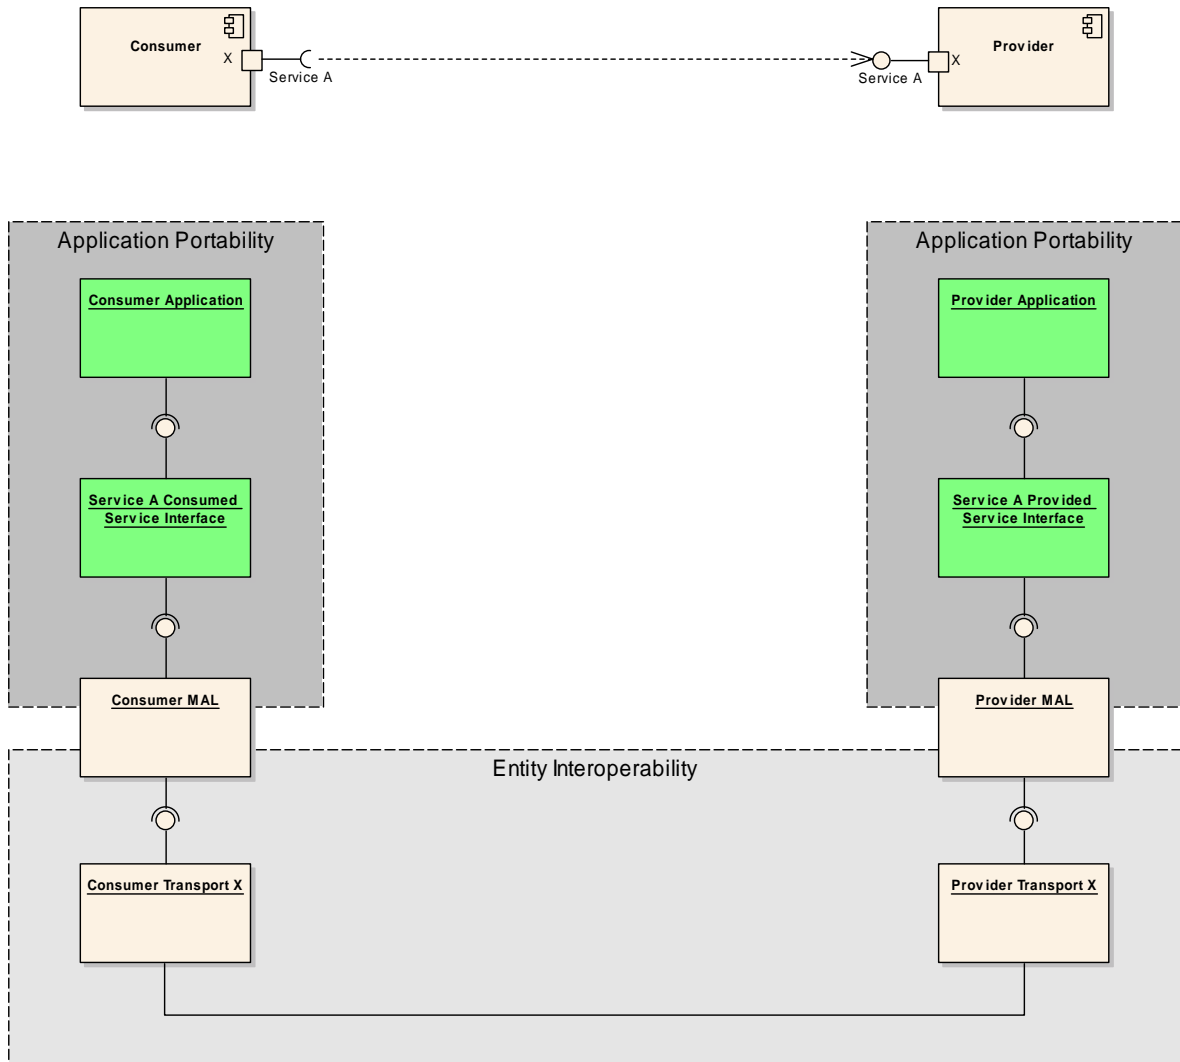 Consumer
X
Service A
Provider
X
Service A
Application Portability
Application Portability
Consumer Application
Provider Application
Service A Consumed
Service Interface
Service A Provided
Service Interface
Consumer MAL
Provider MAL
Entity Interoperability
Consumer Transport X
Provider Transport X